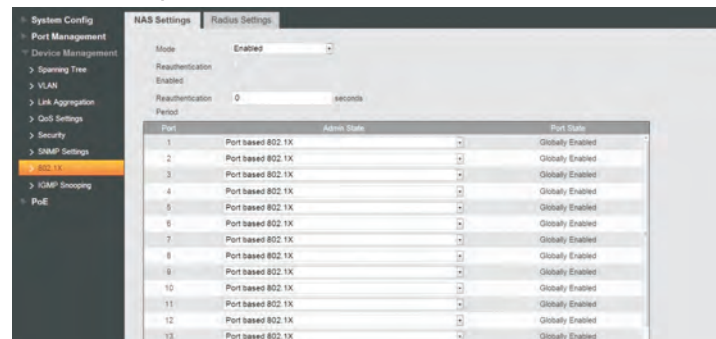 System Config
Port Management
Device Management
> Spanning Tree
> VLAN
> Link Aggregation
> QoS Settings
> Security
> SNMP Settings
> 802.1X
> IGMP Snooping
PoE
NAS Settings Radius Settings
Mode Enabled
Reauthentication
Enabled
Reauthentication 0 seconds
Period
Port Admin State Port State
1 Port based 802.1X Globally Enabled
2 Port based 802.1X Globally Enabled
3 Port based 802.1X Globally Enabled
4 Port based 802.1X Globally Enabled
5 Port based 802.1X Globally Enabled
6 Port based 802.1X Globally Enabled
7 Port based 802.1X Globally Enabled
8 Port based 802.1X Globally Enabled
9 Port based 802.1X Globally Enabled
10 Port based 802.1X Globally Enabled
11 Port based 802.1X Globally Enabled
12 Port based 802.1X Globally Enabled
13 Port based 802.1X Globally Enabled